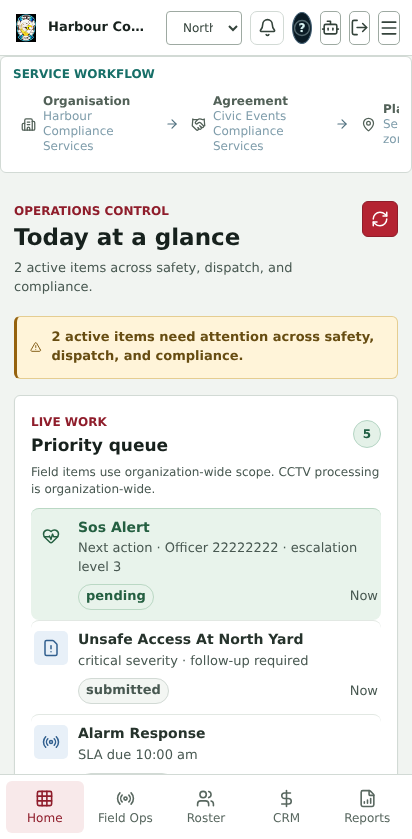 Harbour Co...
North
?
SERVICE WORKFLOW
Organisation
Harbour
Compliance
Services
Agreement
Civic Events
Compliance
Services
OPERATIONS CONTROL
Today at a glance
2 active items across safety, dispatch, and
compliance.
2 active items need attention across safety,
dispatch, and compliance.
LIVE WORK
Priority queue
5
Field items use organization-wide scope. CCTV processing
is organization-wide.
Sos Alert
Next action · Officer 22222222 · escalation
level 3
pending
Now
Unsafe Access At North Yard
critical severity · follow-up required
submitted
Now
Alarm Response
SLA due 10:00 am
Home
Field Ops
Roster
CRM
Reports